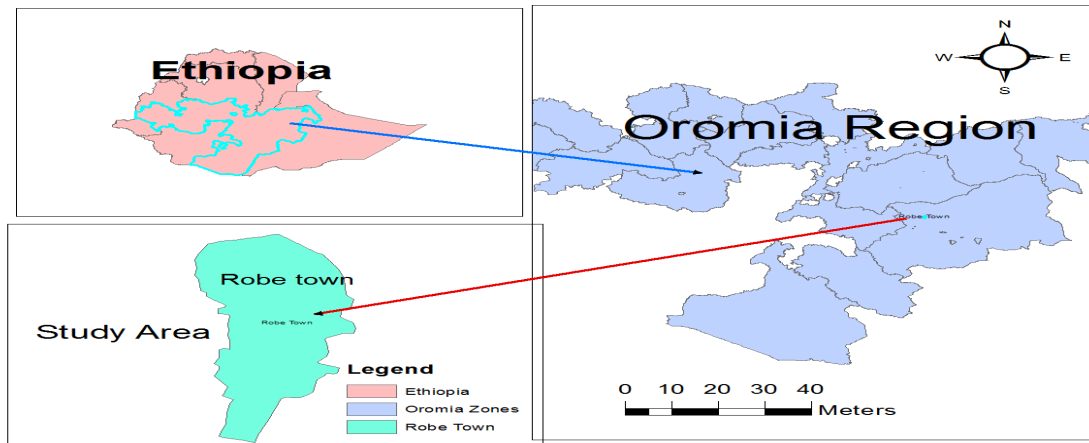 Ethiopia
N
W E
S
Oromia Region
Robe Town
Robe town
Robe Town
Study Area
Legend
Ethiopia
Oromia Zones
Robe Town
0 10 20 30 40
Meters